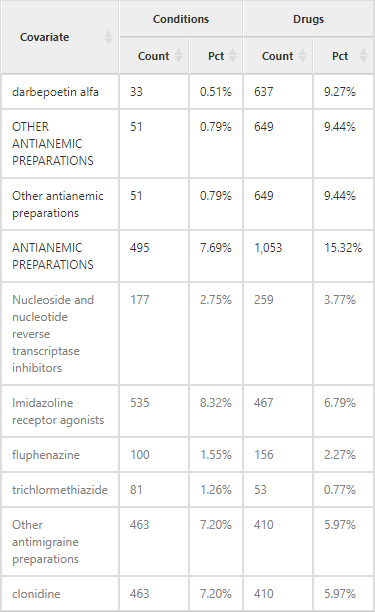 Covariate Conditions Drugs
Count Pct Count Pct
darbepoetin alfa 33 0.51% 637 9.27%
OTHER 51 0.79% 649 9.44%
ANTIANEMIC
PREPARATIONS
Other antianemic 51 0.79% 649 9.44%
preparations
ANTIANEMIC 495 7.69% 1,053 15.32%
PREPARATIONS
Nucleoside and 177 2.75% 259 3.77%
nucleotide
reverse
transcriptase
inhibitors
Imidazoline 535 8.32% 467 6.79%
receptor agonists
fluphenazine 100 1.55% 156 2.27%
trichlormethiazide 81 1.26% 53 0.77%
Other 463 7.20% 410 5.97%
antimigraine
preparations
clonidine 463 7.20% 410 5.97%